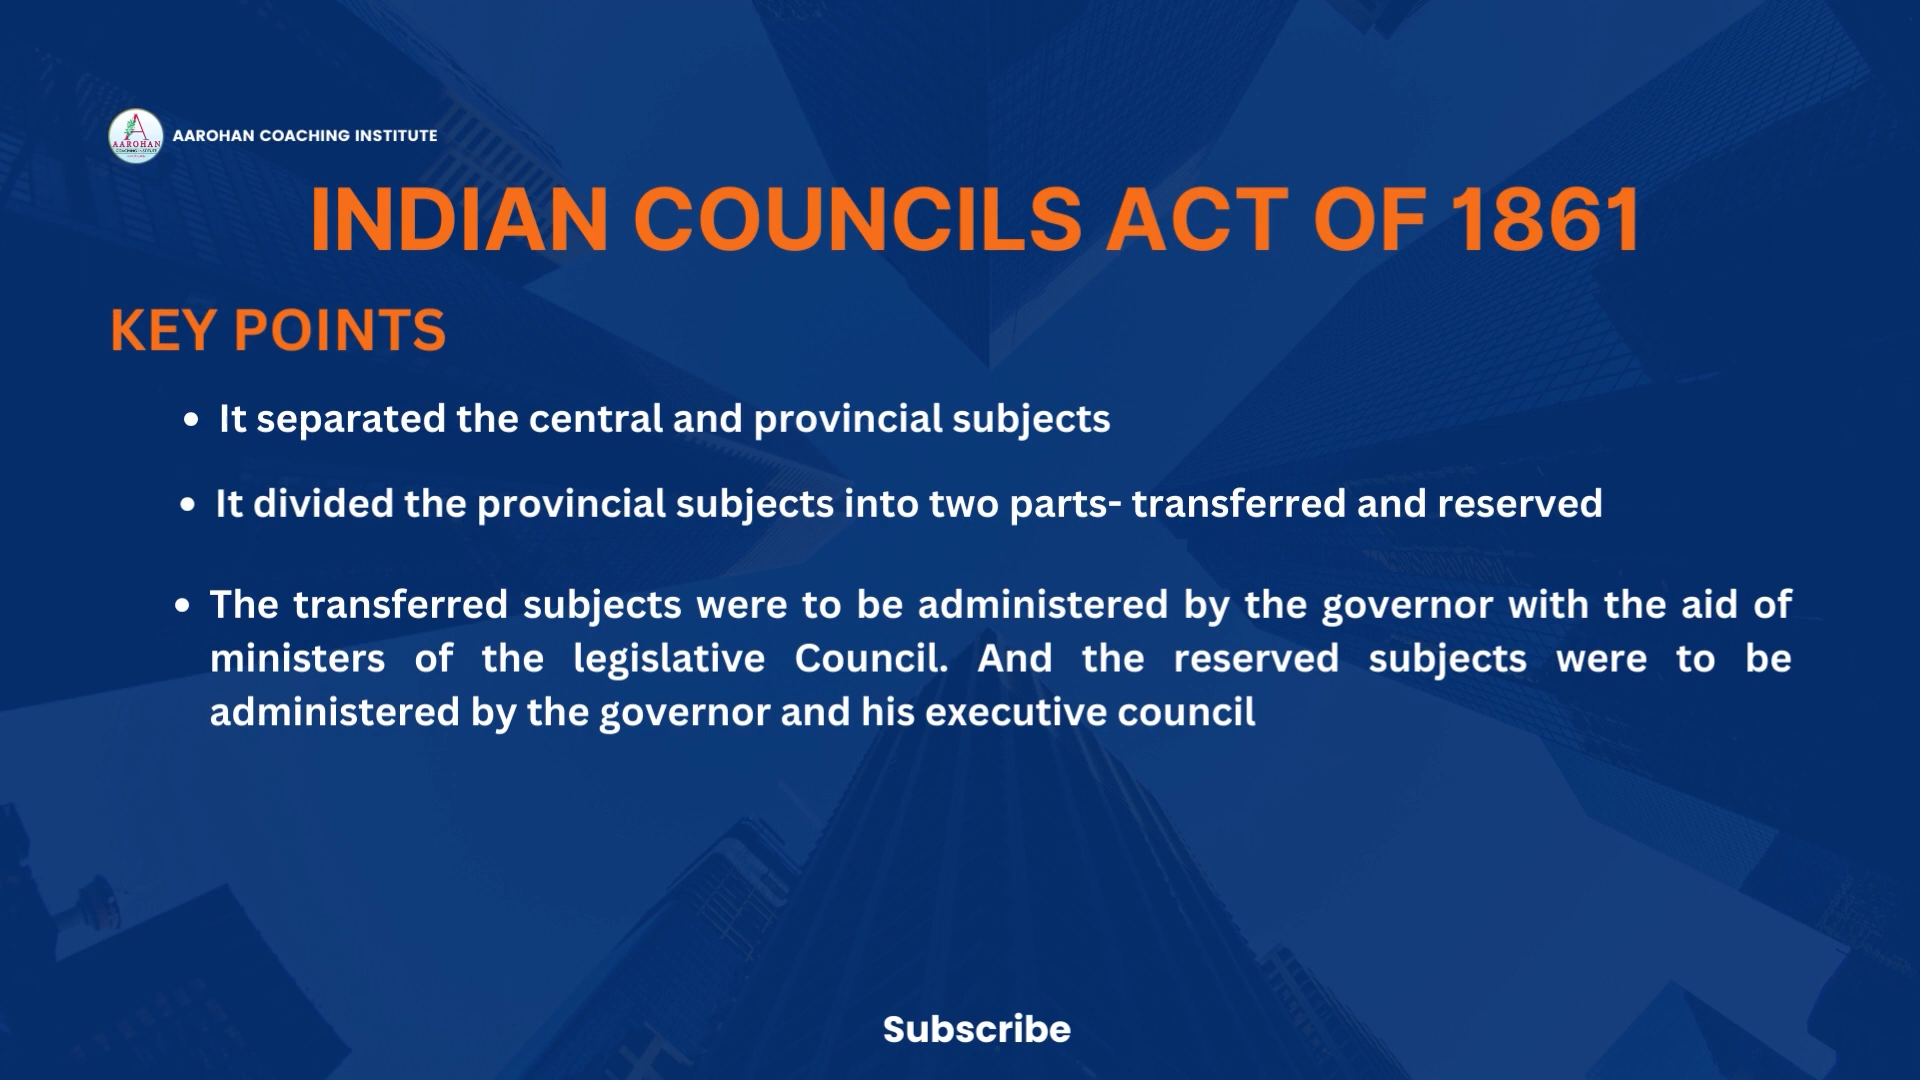 AAROHAN
AAROHAN COACHING INSTITUTE
INDIAN COUNCILS ACT OF 1861
KEY POINTS
• It separated the central and provincial subjects
• It divided the provincial subjects into two parts- transferred and reserved
• The transferred subjects were to be administered by the governor with the aid of
ministers of the legislative Council. And the reserved subjects were to be
administered by the governor and his executive council
Subscribe